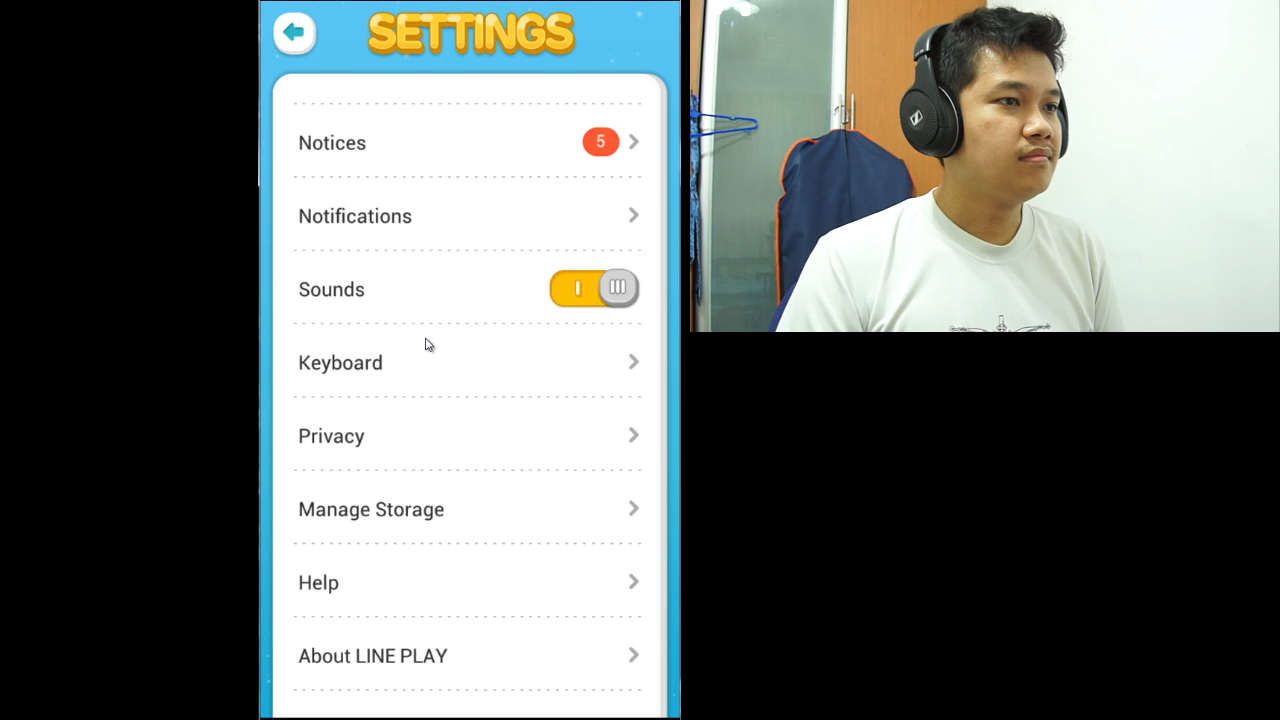 SETTINGS
Notices 5
Notifications
Sounds
Keyboard
Privacy
Manage Storage
Help
About LINE PLAY